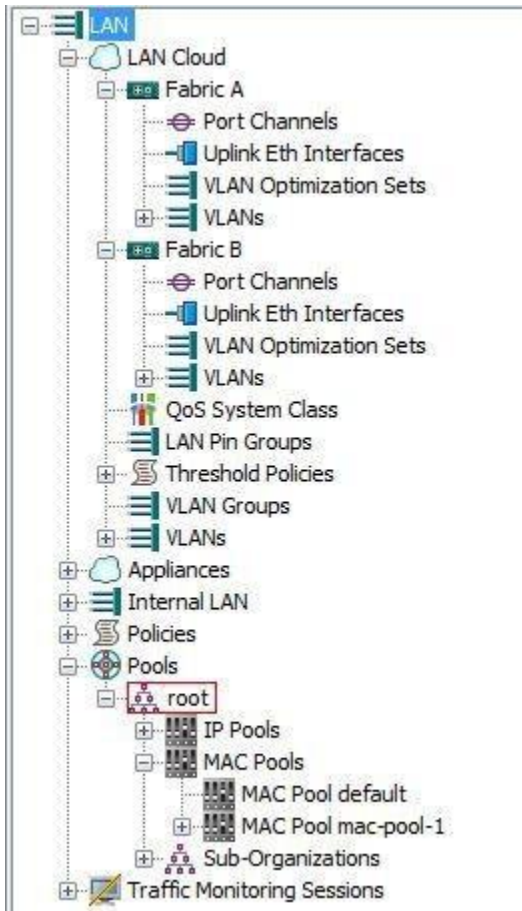 LAN
LAN Cloud
Fabric A
Port Channels
Uplink Eth Interfaces
VLAN Optimization Sets
VLANs
Fabric B
Port Channels
Uplink Eth Interfaces
VLAN Optimization Sets
VLANs
QoS System Class
LAN Pin Groups
Threshold Policies
VLAN Groups
VLANs
Appliances
Internal LAN
Policies
Pools
root
IP Pools
MAC Pools
MAC Pool default
MAC Pool mac-pool-1
Sub-Organizations
Traffic Monitoring Sessions